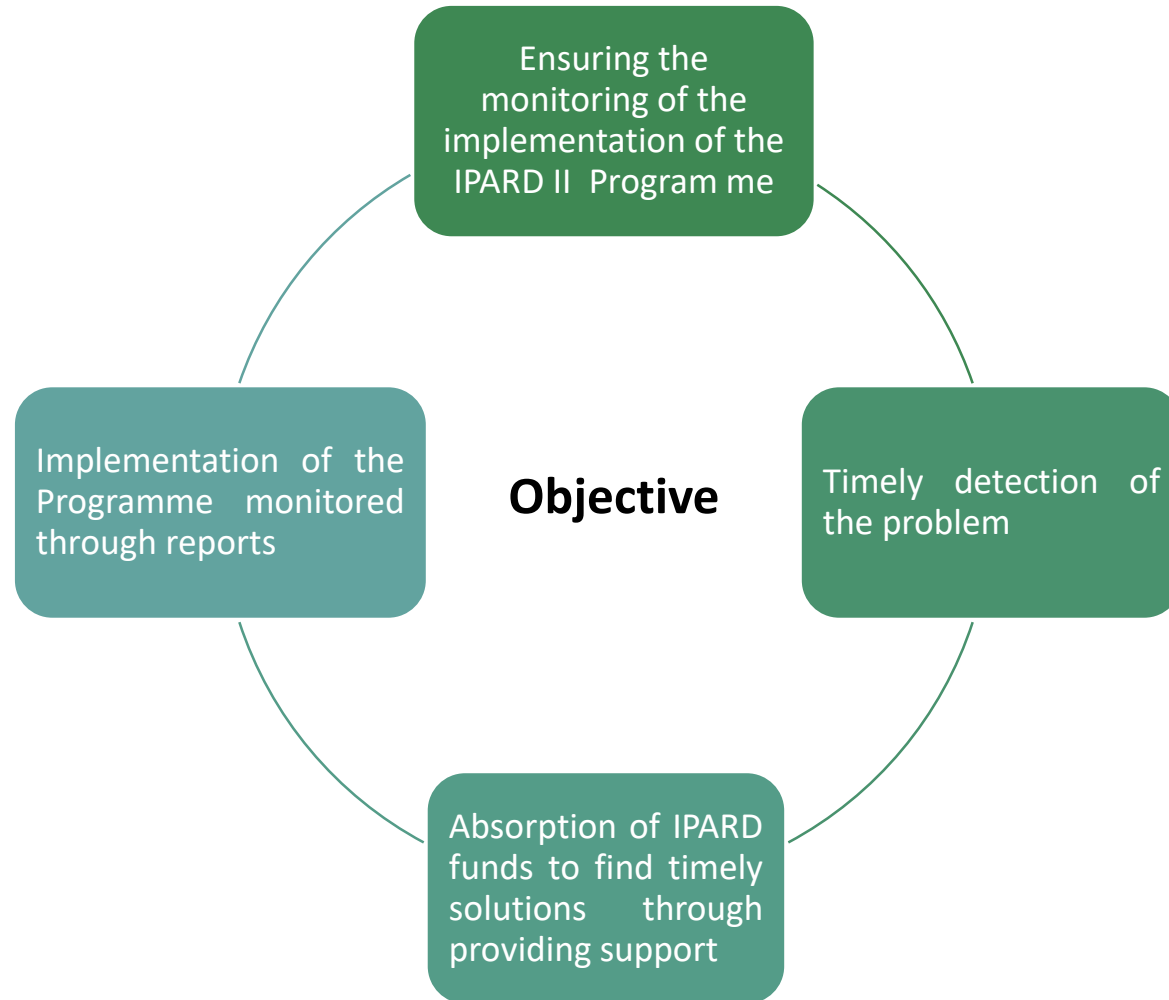 Ensuring the
monitoring of the
implementation of the
IPARD II  Program me
Implementation of the
Programme monitored
through reports
Objective
Timely detection of
the problem
Absorption of IPARD
funds to find timely
solutions through
providing support